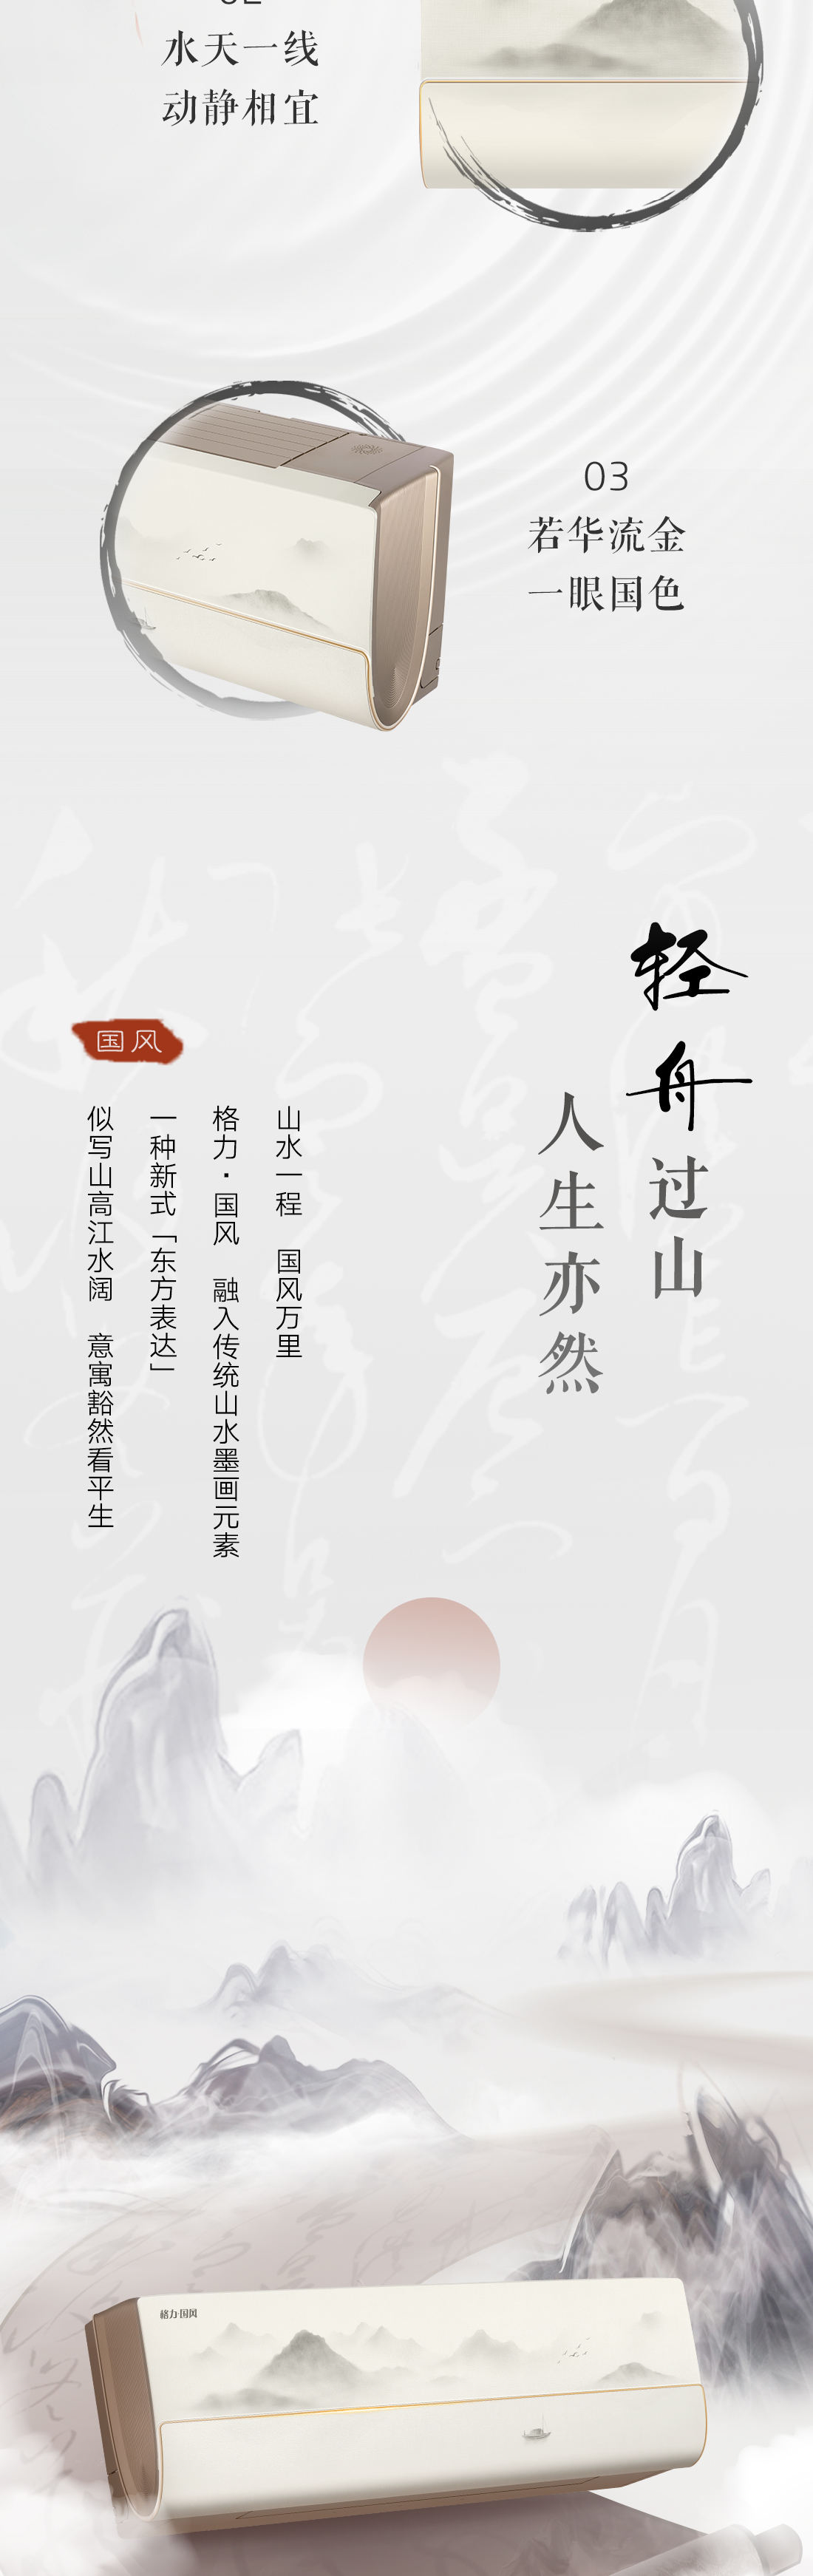 02
水天一线
动静相宜
03
若华流金
一眼国色
轻舟过山
人生亦然
国风
山水一程 国风万里
格力·国风 融入传统山水墨画元素
一种新式「东方表达」
似写山高江水阔 意寓豁然看平生
格力·国风